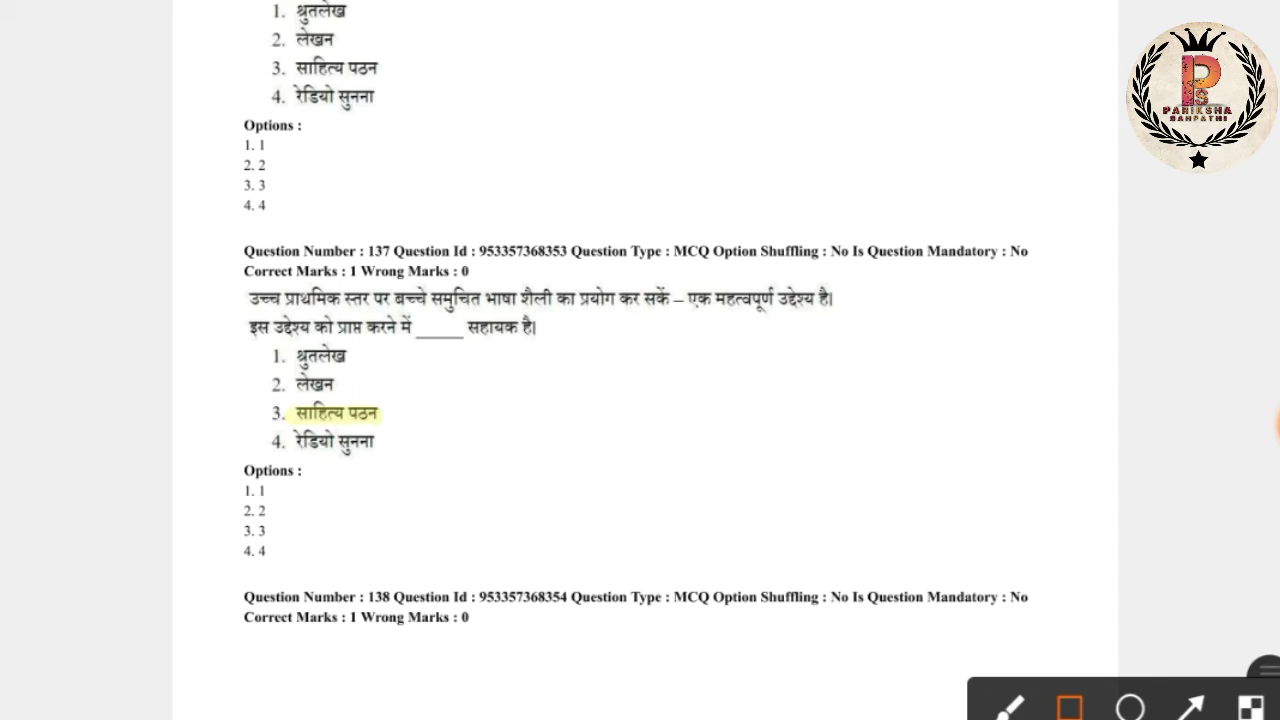 1. श्रुतलेख
2. लेखन
3. साहित्य पठन
4. रेडियो सुनना
Options :
1. 1
2. 2
3. 3
4. 4
Question Number : 137 Question Id : 953357368353 Question Type : MCQ Option Shuffling : No Is Question Mandatory : No
Correct Marks : 1 Wrong Marks : 0
उच्च प्राथमिक स्तर पर बच्चे समुचित भाषा शैली का प्रयोग कर सकें – एक महत्वपूर्ण उद्देश्य है।
इस उद्देश्य को प्राप्त करने में _____ सहायक है।
1. श्रुतलेख
2. लेखन
3. साहित्य पठन
4. रेडियो सुनना
Options :
1. 1
2. 2
3. 3
4. 4
Question Number : 138 Question Id : 953357368354 Question Type : MCQ Option Shuffling : No Is Question Mandatory : No
Correct Marks : 1 Wrong Marks : 0
PS
PARIKSHA
SANPATHI